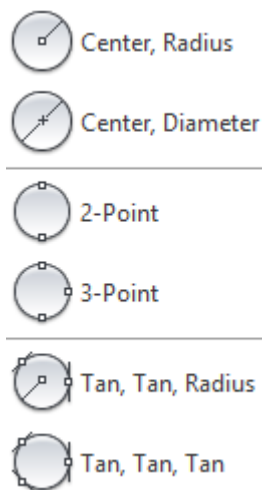 Center, Radius
Center, Diameter
2-Point
3-Point
Tan, Tan, Radius
Tan, Tan, Tan